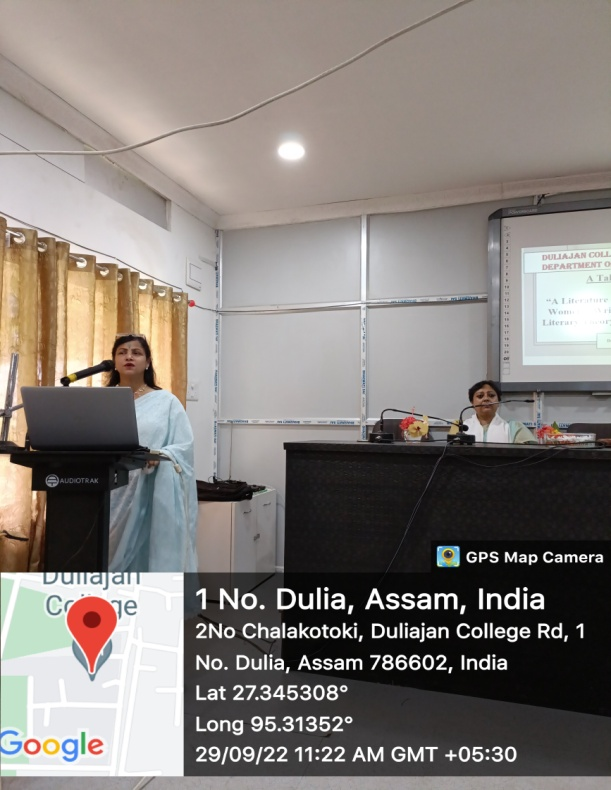 DULIAJAN COLL
DEPARTMENT O
A Tal
"A Literature
Wom
Literary
AUDIOTRAK
GPS Map Camera
Duliajan
College
Google
1 No. Dulia, Assam, India
2No Chalakotoki, Duliajan College Rd, 1
No. Dulia, Assam 786602, India
Lat 27.345308°
Long 95.31352°
29/09/22 11:22 AM GMT +05:30